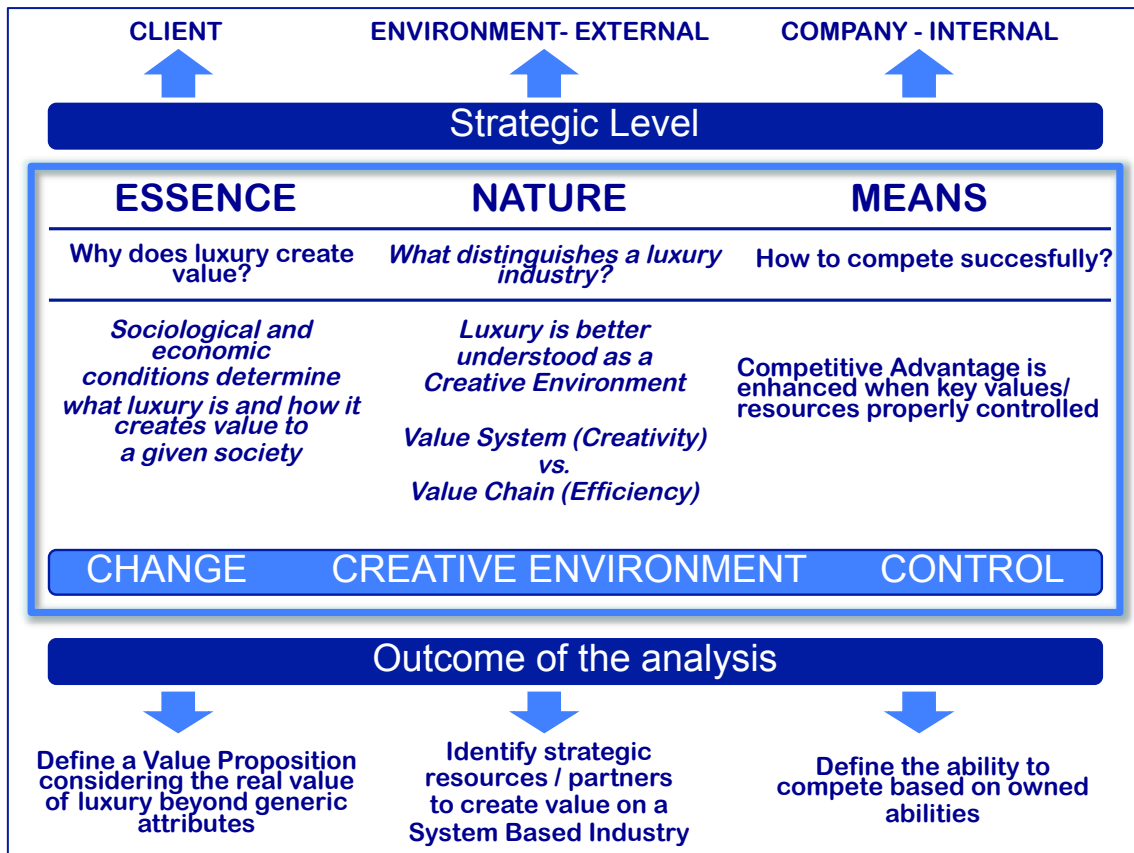 CLIENT
ENVIRONMENT- EXTERNAL
COMPANY - INTERNAL
Strategic Level
ESSENCE
NATURE
MEANS
Why does luxury create
value?
What distinguishes a luxury
industry?
How to compete succesfully?
Sociological and
economic
conditions determine
what luxury is and how it
creates value to
a given society
Luxury is better
understood as a
Creative Environment
Value System (Creativity)
vs.
Value Chain (Efficiency)
Competitive Advantage is
enhanced when key values/
resources properly controlled
CHANGE
CREATIVE ENVIRONMENT
CONTROL
Outcome of the analysis
Define a Value Proposition
considering the real value
of luxury beyond generic
attributes
Identify strategic
resources / partners
to create value on a
System Based Industry
Define the ability to
compete based on owned
abilities